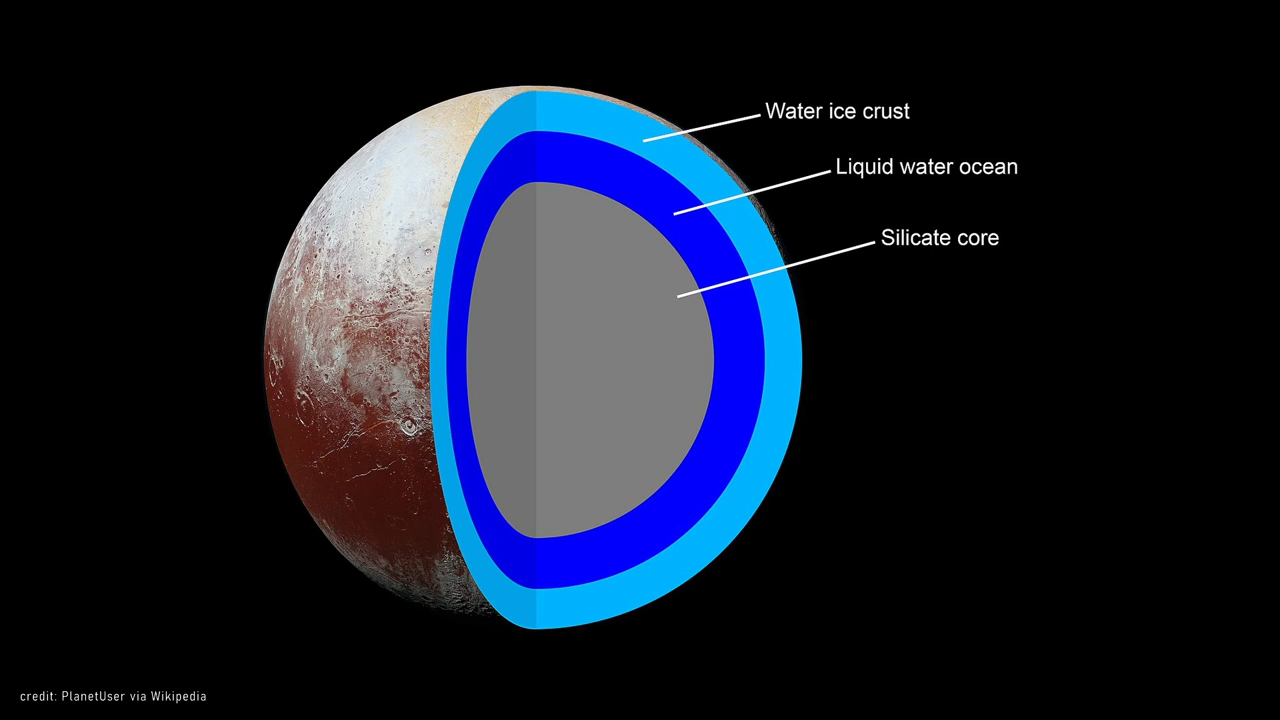 Water ice crust
Liquid water ocean
Silicate core
credit: PlanetUser via Wikipedia